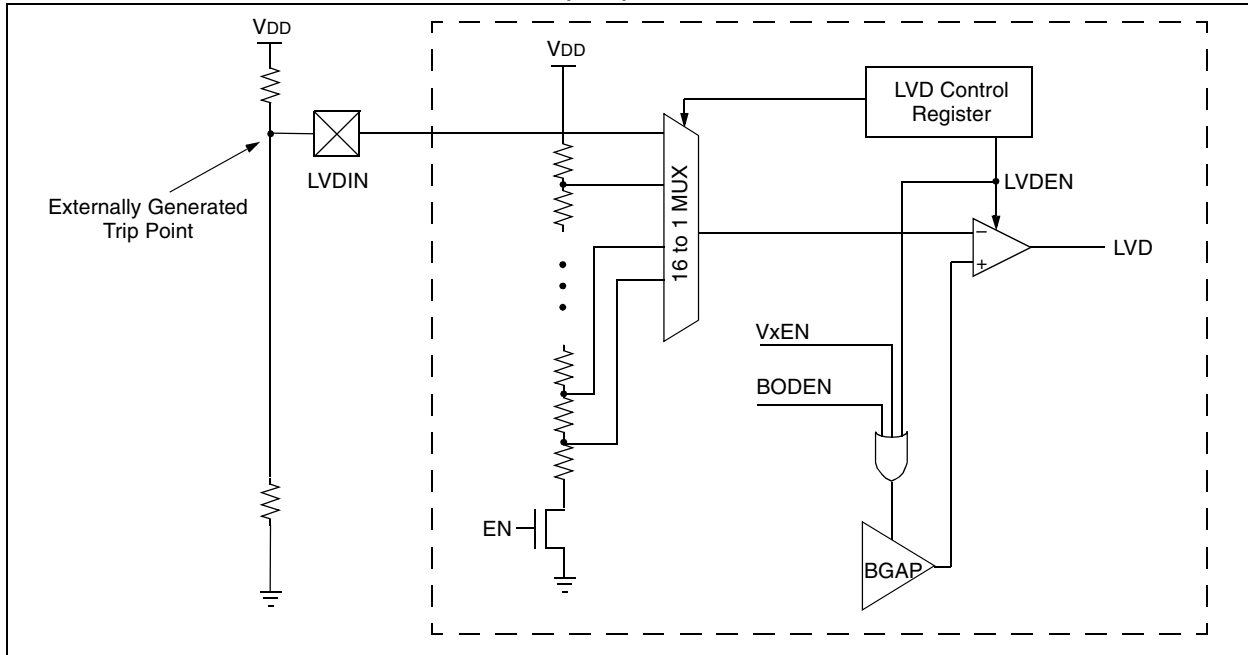 VDD
VDD
LVD Control
Register
LVDIN
16 to 1 MUX
LVDEN
Externally Generated
Trip Point
–
+
LVD
VxEN
BODEN
EN
BGAP